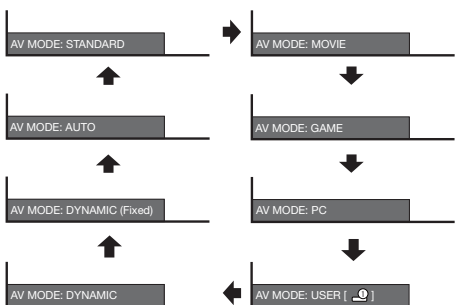 AV MODE: STANDARD
AV MODE: MOVIE
AV MODE: AUTO
AV MODE: GAME
AV MODE: DYNAMIC (Fixed)
AV MODE: PC
AV MODE: DYNAMIC
AV MODE: USER [ 1 ]